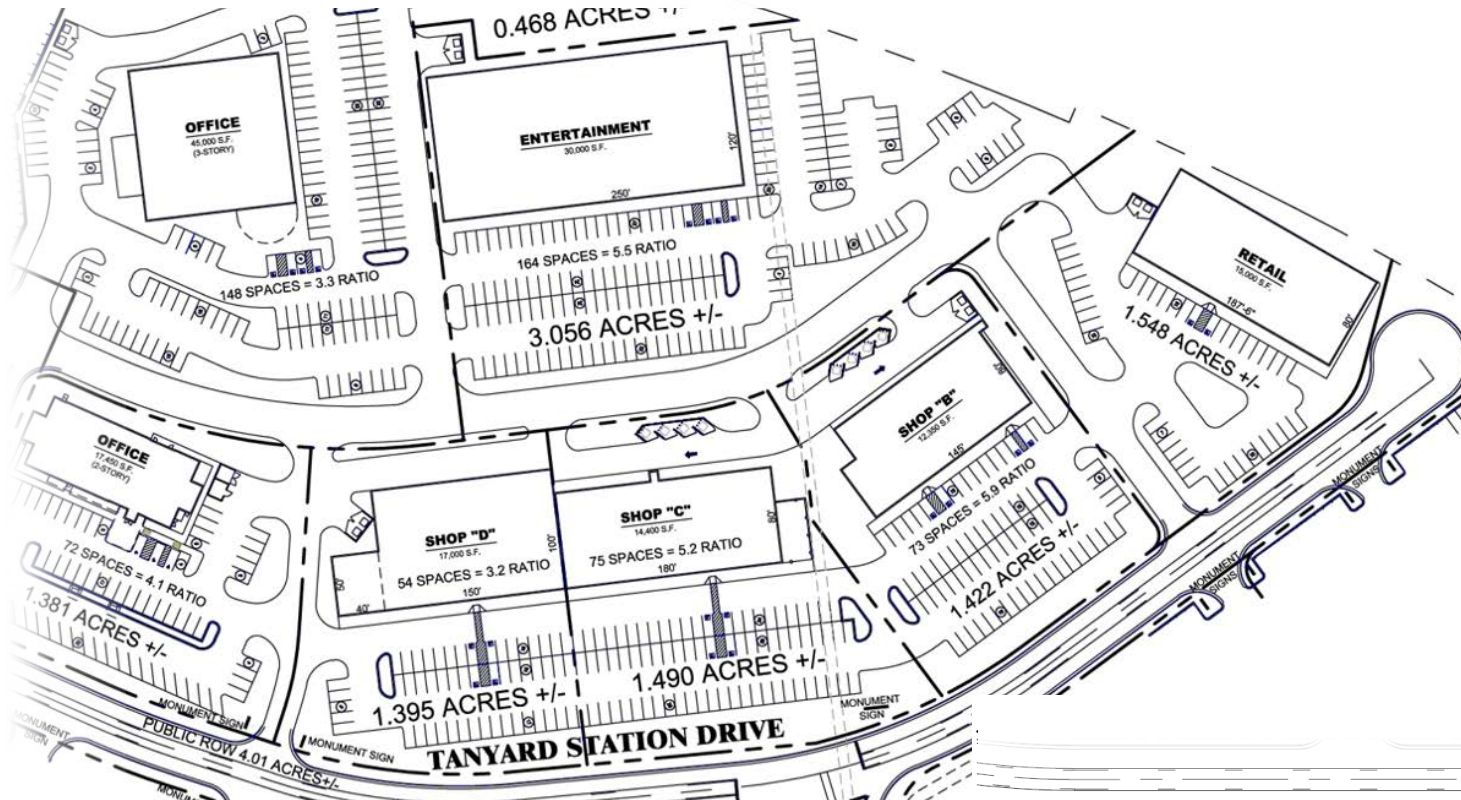 0.468 ACRES +/-
OFFICE
45,000 S.F.
(3-STORY)
148 SPACES = 3.3 RATIO
ENTERTAINMENT
30,000 S.F.
120'
250'
164 SPACES = 5.5 RATIO
3.056 ACRES +/-
RETAIL
15,000 S.F.
187'-6"
80'
1.548 ACRES +/-
OFFICE
17,450 S.F.
(2-STORY)
72 SPACES = 4.1 RATIO
1.381 ACRES +/-
SHOP "D"
17,000 S.F.
54 SPACES = 3.2 RATIO
100'
50'
40'
150'
1.395 ACRES +/-
SHOP "C"
14,400 S.F.
75 SPACES = 5.2 RATIO
80'
180'
1.490 ACRES +/-
SHOP "B"
12,350 S.F.
145'
73 SPACES = 5.9 RATIO
1.422 ACRES +/-
MONUMENT
SIGNS
MONUMENT
SIGNS
MONUMENT
SIGN
MONUMENT SIGN
MONUMENT SIGN
MONUMENT
SIGN
PUBLIC ROW 4.01 ACRES+/-
TANYARD STATION DRIVE